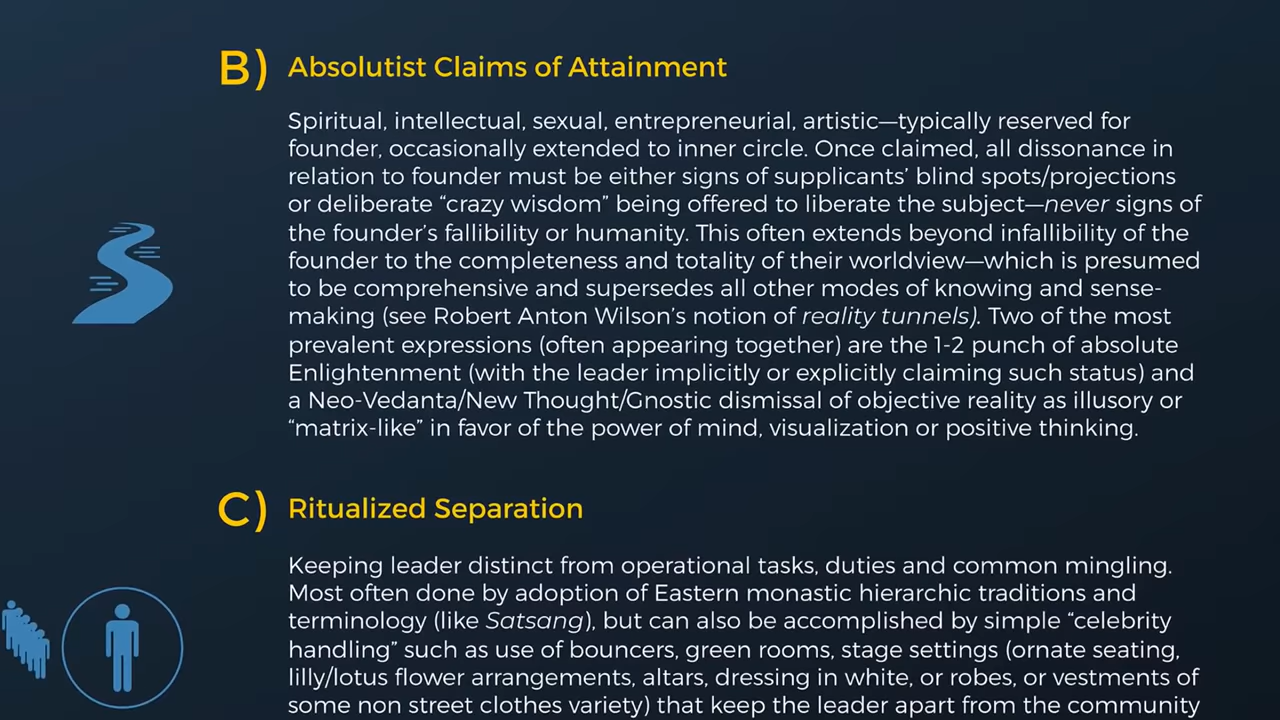 B) Absolutist Claims of Attainment
Spiritual, intellectual, sexual, entrepreneurial, artistic—typically reserved for
founder, occasionally extended to inner circle. Once claimed, all dissonance in
relation to founder must be either signs of supplicants’ blind spots/projections
or deliberate “crazy wisdom” being offered to liberate the subject—never signs of
the founder’s fallibility or humanity. This often extends beyond infallibility of the
founder to the completeness and totality of their worldview—which is presumed
to be comprehensive and supersedes all other modes of knowing and sense-
making (see Robert Anton Wilson’s notion of reality tunnels). Two of the most
prevalent expressions (often appearing together) are the 1-2 punch of absolute
Enlightenment (with the leader implicitly or explicitly claiming such status) and
a Neo-Vedanta/New Thought/Gnostic dismissal of objective reality as illusory or
“matrix-like” in favor of the power of mind, visualization or positive thinking.
C) Ritualized Separation
Keeping leader distinct from operational tasks, duties and common mingling.
Most often done by adoption of Eastern monastic hierarchic traditions and
terminology (like Satsang), but can also be accomplished by simple “celebrity
handling” such as use of bouncers, green rooms, stage settings (ornate seating,
lilly/lotus flower arrangements, altars, dressing in white, or robes, or vestments of
some non street clothes variety) that keep the leader apart from the community